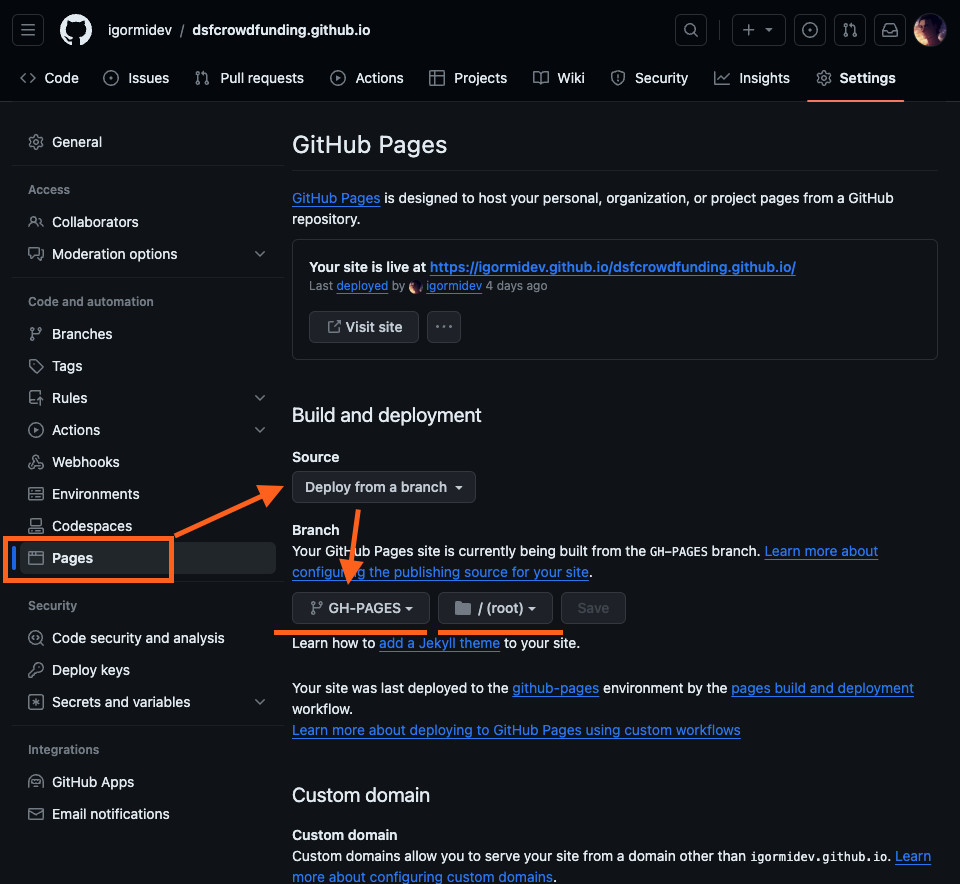 igormidev / dsfcrowdfunding.github.io
Code Issues Pull requests Actions Projects Wiki Security Insights Settings
General
Access
Collaborators
Moderation options
Code and automation
Branches
Tags
Rules
Actions
Webhooks
Environments
Codespaces
Pages
Security
Code security and analysis
Deploy keys
Secrets and variables
Integrations
GitHub Apps
Email notifications
GitHub Pages
GitHub Pages is designed to host your personal, organization, or project pages from a GitHub
repository.
Your site is live at https://igormidev.github.io/dsfcrowdfunding.github.io/
Last deployed by igormidev 4 days ago
Visit site
Build and deployment
Source
Deploy from a branch
Branch
Your GitHub Pages site is currently being built from the GH-PAGES branch. Learn more about
configuring the publishing source for your site.
GH-PAGES / (root) Save
Learn how to add a Jekyll theme to your site.
Your site was last deployed to the github-pages environment by the pages build and deployment
workflow.
Learn more about deploying to GitHub Pages using custom workflows
Custom domain
Custom domain
Custom domains allow you to serve your site from a domain other than igormidev.github.io. Learn
more about configuring custom domains.